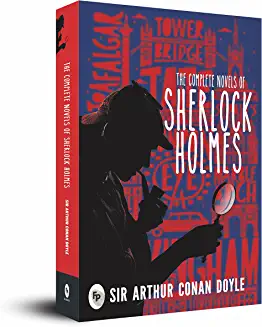 THE COMPLETE NOVELS OF SHERLOCK HOLMES
SIR ARTHUR CONAN DOYLE
TRAFALGAR
TOWER
BRIDGE
THE COMPLETE NOVELS OF
SHERLOCK
HOLMES
FP
SIR ARTHUR CONAN DOYLE